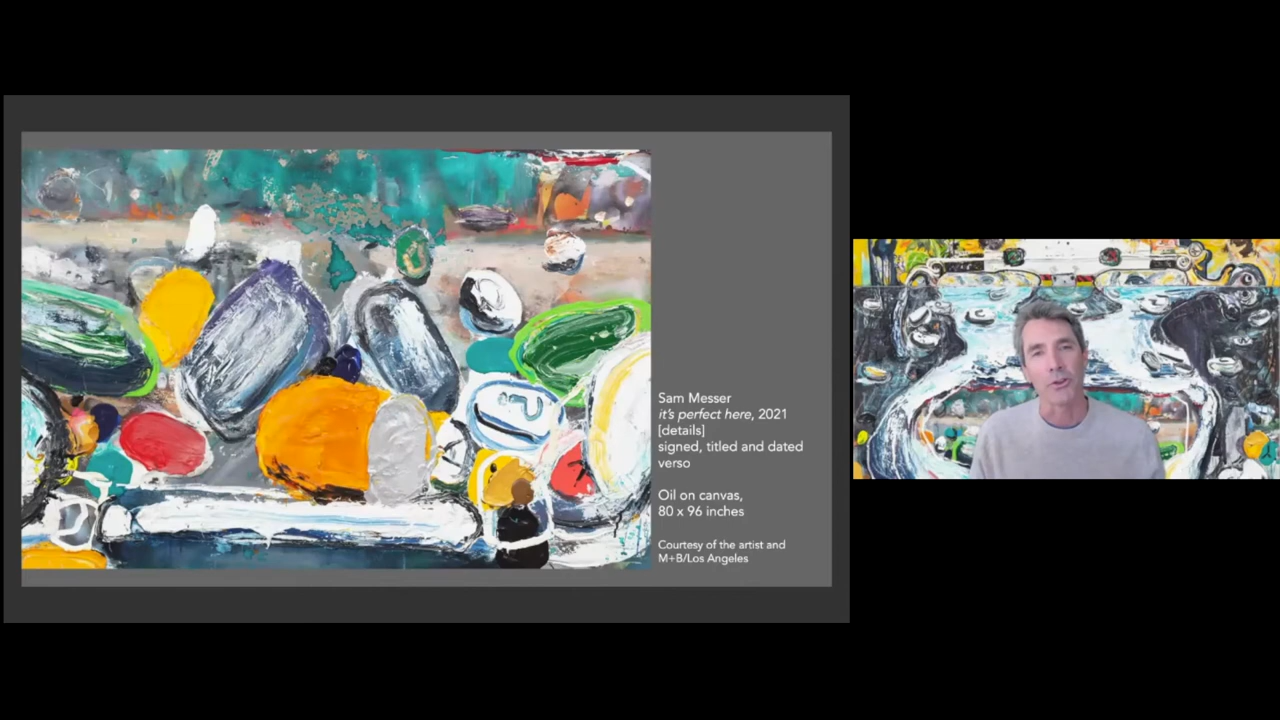 Sam Messer
it's perfect here, 2021
[details]
signed, titled and dated
verso
Oil on canvas,
80 x 96 inches
Courtesy of the artist and
M+B/Los Angeles